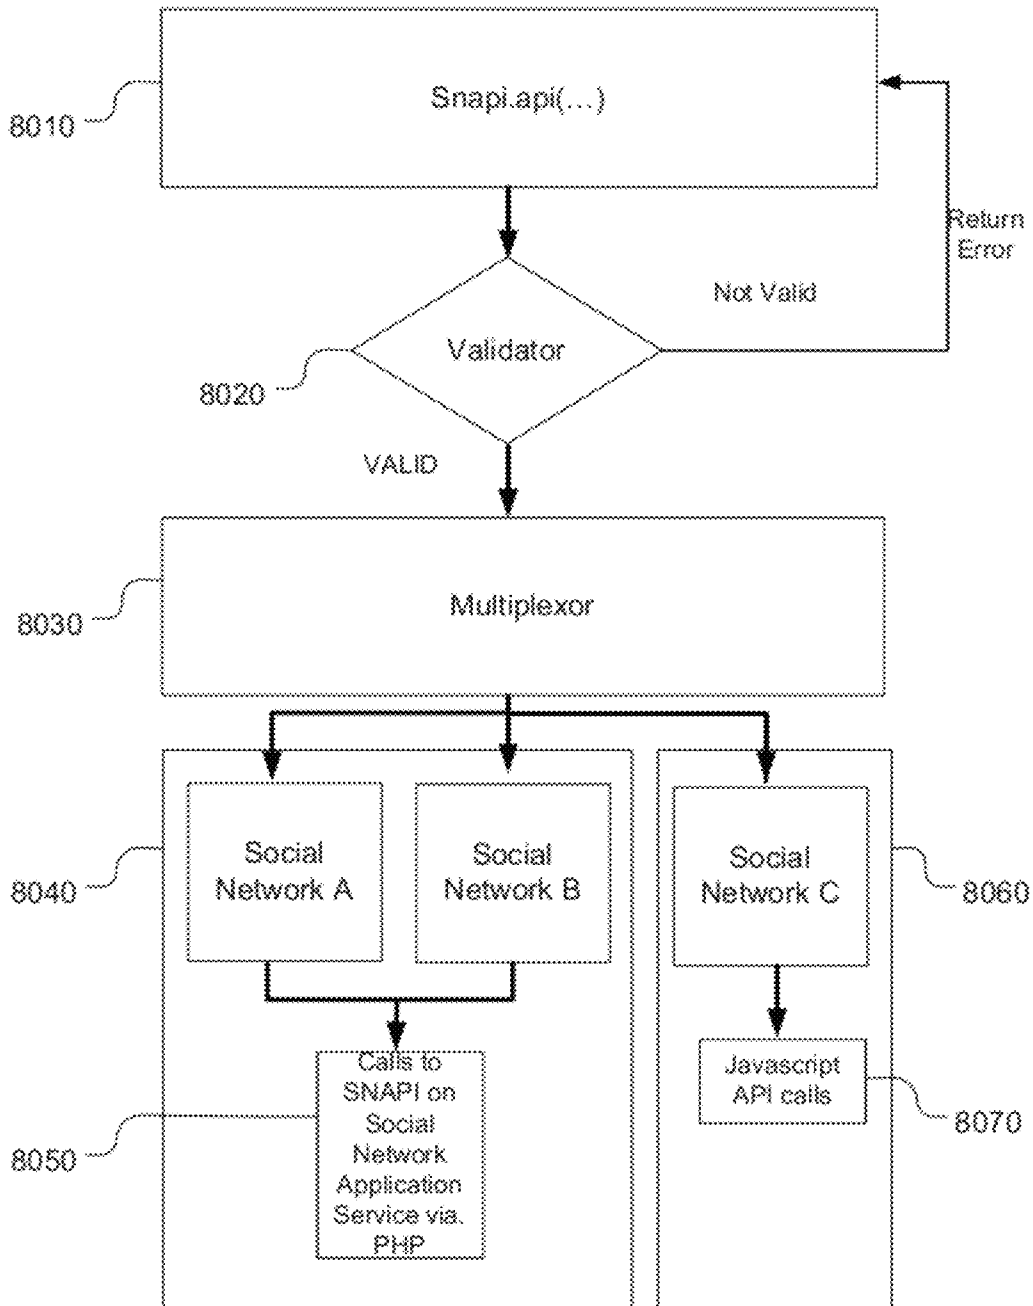 Snapi.api(...)
8010
Return
Error
Not Valid
Validator
8020
VALID
Multiplexor
8030
Social
Network A
Social
Network B
Social
Network C
8040
8060
Calls to
SNAPI on
Social
Network
Application
Service via.
PHP
8050
Javascript
API calls
8070